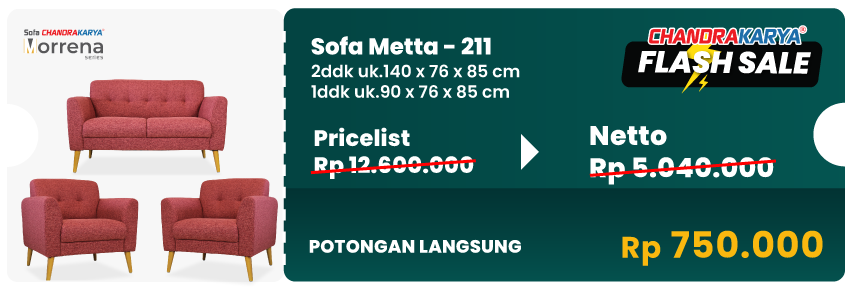 Sofa CHANDRAKARYA®
Morrena
SERIES
Sofa Metta - 211
2ddk uk.140 x 76 x 85 cm
1ddk uk.90 x 76 x 85 cm
CHANDRAKARYA®
FLASH SALE
Pricelist
Rp 12.600.000
Netto
Rp 5.040.000
POTONGAN LANGSUNG
Rp 750.000